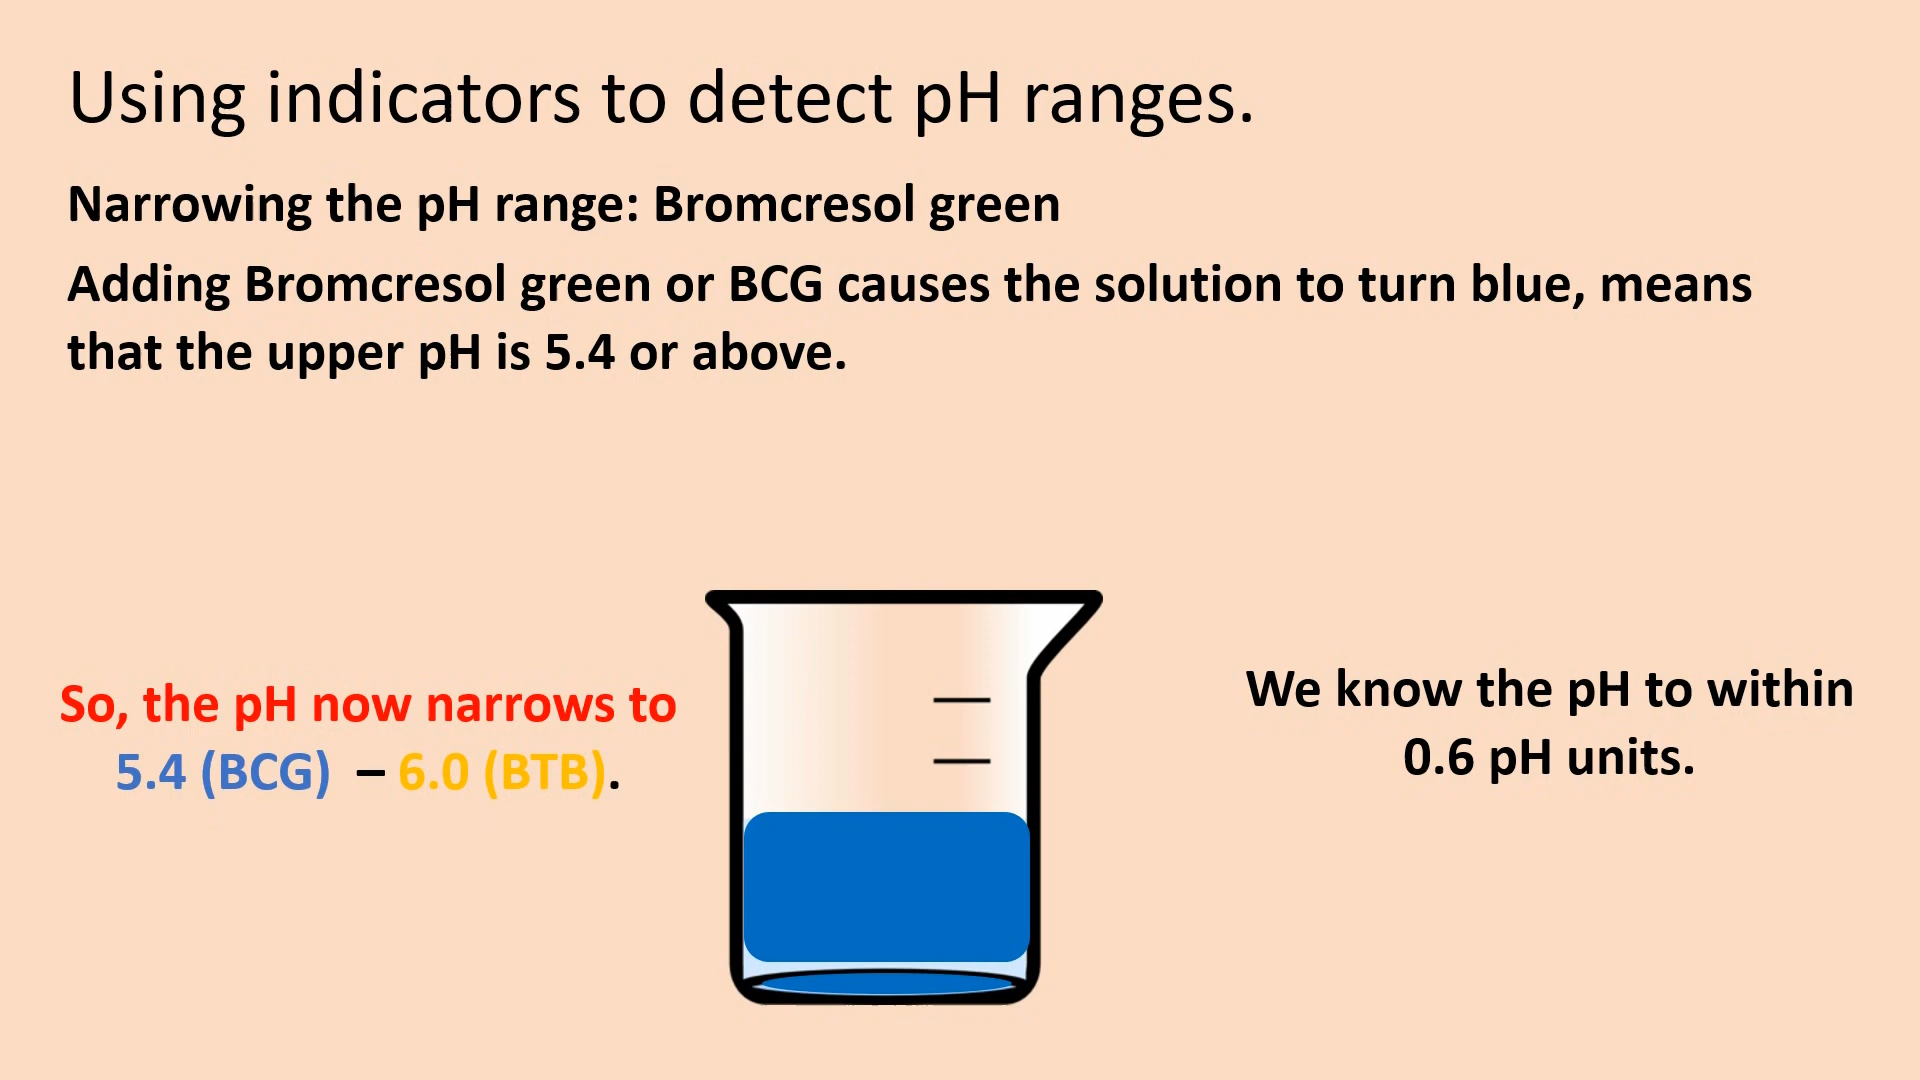 Using indicators to detect pH ranges.
Narrowing the pH range: Bromcresol green
Adding Bromcresol green or BCG causes the solution to turn blue, means
that the upper pH is 5.4 or above.
So, the pH now narrows to
5.4 (BCG) – 6.0 (BTB).
We know the pH to within
0.6 pH units.